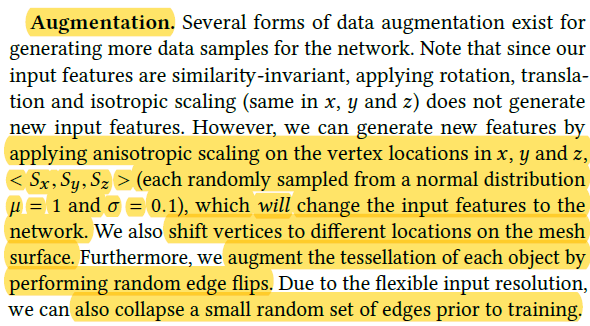 Augmentation. Several forms of data augmentation exist for
generating more data samples for the network. Note that since our
input features are similarity-invariant, applying rotation, transla-
tion and isotropic scaling (same in x, y and z) does not generate
new input features. However, we can generate new features by
applying anisotropic scaling on the vertex locations in x, y and z,
< Sx, Sy, Sz > (each randomly sampled from a normal distribution
μ = 1 and σ = 0.1), which will change the input features to the
network. We also shift vertices to different locations on the mesh
surface. Furthermore, we augment the tessellation of each object by
performing random edge flips. Due to the flexible input resolution,
we can also collapse a small random set of edges prior to training.